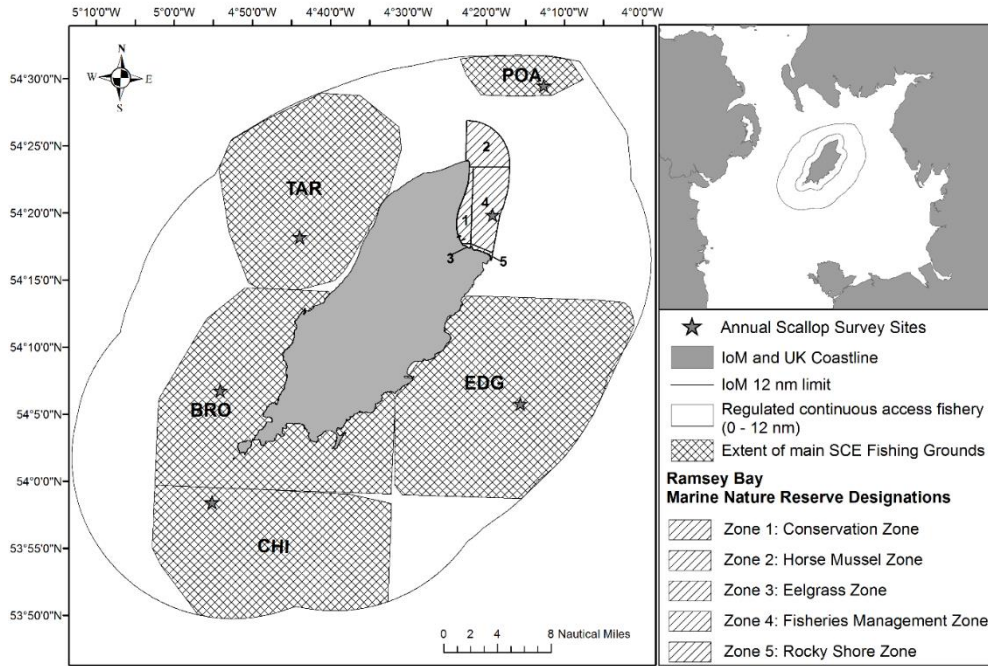 5°10'0"W 5°0'0"W 4°50'0"W 4°40'0"W 4°30'0"W 4°20'0"W 4°10'0"W 4°0'0"W
N
W E
S
54°30'0"N
54°25'0"N
54°20'0"N
54°15'0"N
54°10'0"N
54°5'0"N
54°0'0"N
53°55'0"N
53°50'0"N
POA
2
TAR
4
1
3
5
EDG
BRO
CHI
0 2 4 8 Nautical Miles
Annual Scallop Survey Sites
IoM and UK Coastline
IoM 12 nm limit
Regulated continuous access fishery
(0 - 12 nm)
Extent of main SCE Fishing Grounds
Ramsey Bay
Marine Nature Reserve Designations
Zone 1: Conservation Zone
Zone 2: Horse Mussel Zone
Zone 3: Eelgrass Zone
Zone 4: Fisheries Management Zone
Zone 5: Rocky Shore Zone